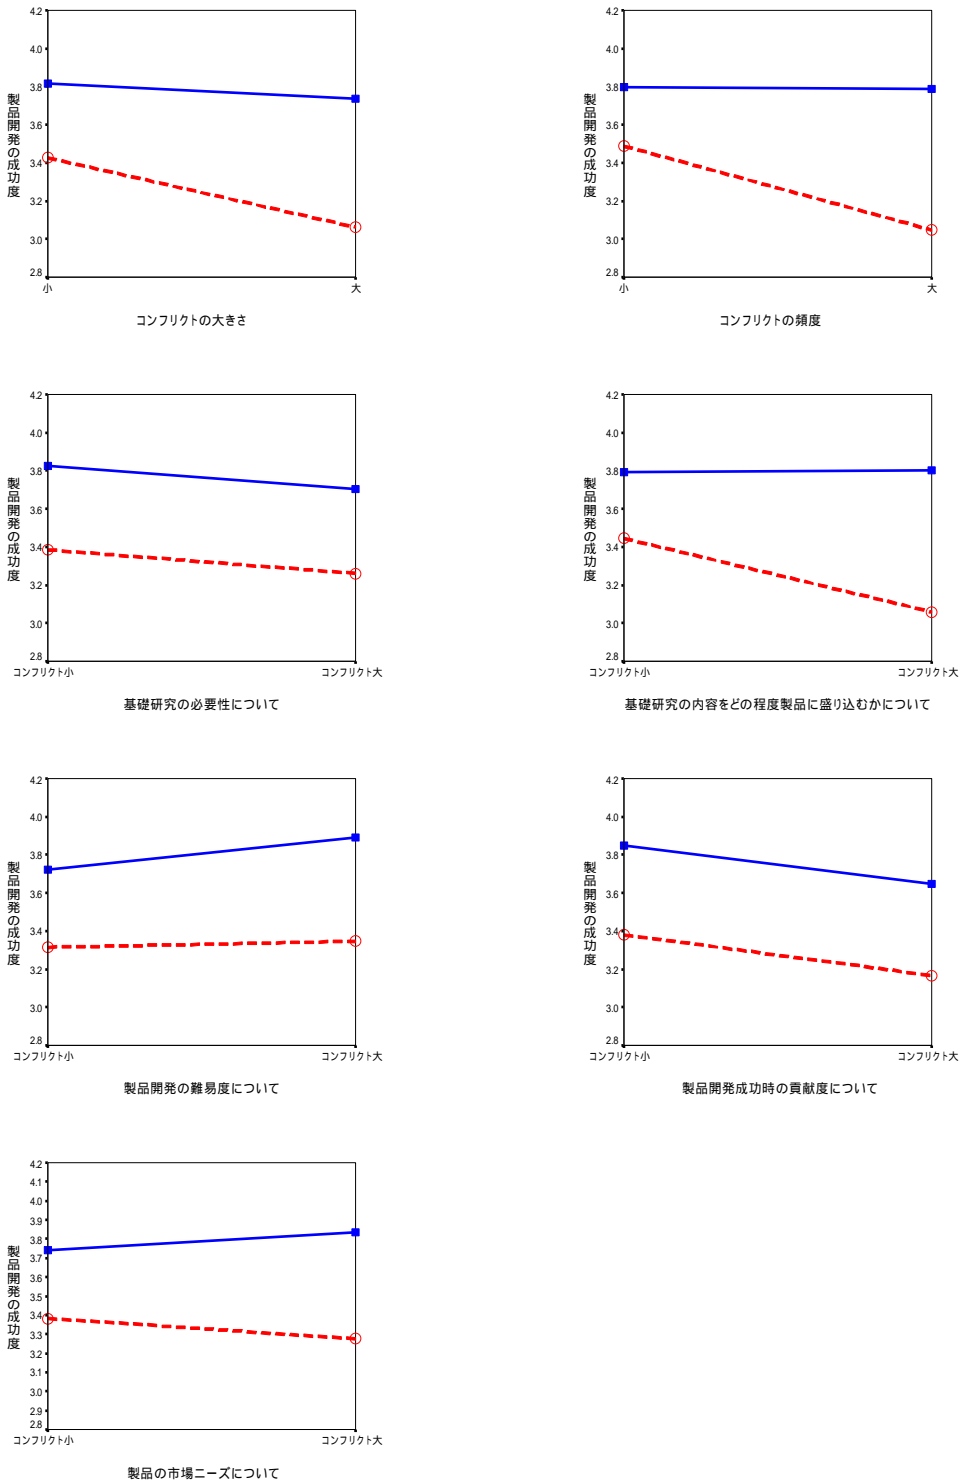 4.2
4.0
3.8
3.6
3.4
3.2
3.0
2.8
製品開発の成功度
小
大
コンフリクトの大きさ
4.2
4.0
3.8
3.6
3.4
3.2
3.0
2.8
製品開発の成功度
小
大
コンフリクトの頻度
4.2
4.0
3.8
3.6
3.4
3.2
3.0
2.8
製品開発の成功度
コンフリクト小
コンフリクト大
基礎研究の必要性について
4.2
4.0
3.8
3.6
3.4
3.2
3.0
2.8
製品開発の成功度
コンフリクト小
コンフリクト大
基礎研究の内容をどの程度製品に盛り込むかについて
4.2
4.0
3.8
3.6
3.4
3.2
3.0
2.8
製品開発の成功度
コンフリクト小
コンフリクト大
製品開発の難易度について
4.2
4.0
3.8
3.6
3.4
3.2
3.0
2.8
製品開発の成功度
コンフリクト小
コンフリクト大
製品開発成功時の貢献度について
4.2
4.1
4.0
3.9
3.8
3.7
3.6
3.5
3.4
3.3
3.2
3.1
3.0
2.9
2.8
製品開発の成功度
コンフリクト小
コンフリクト大
製品の市場ニーズについて